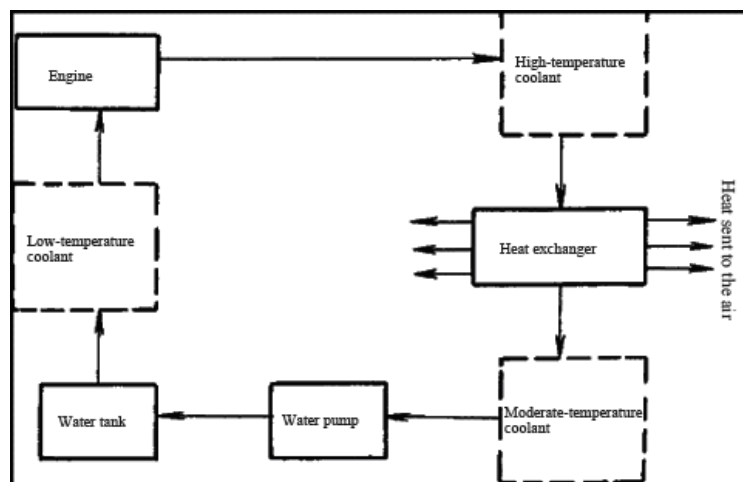 Engine
High-temperature
coolant
Low-temperature
coolant
Heat exchanger
Heat sent to the air
Water tank
Water pump
Moderate-temperature
coolant